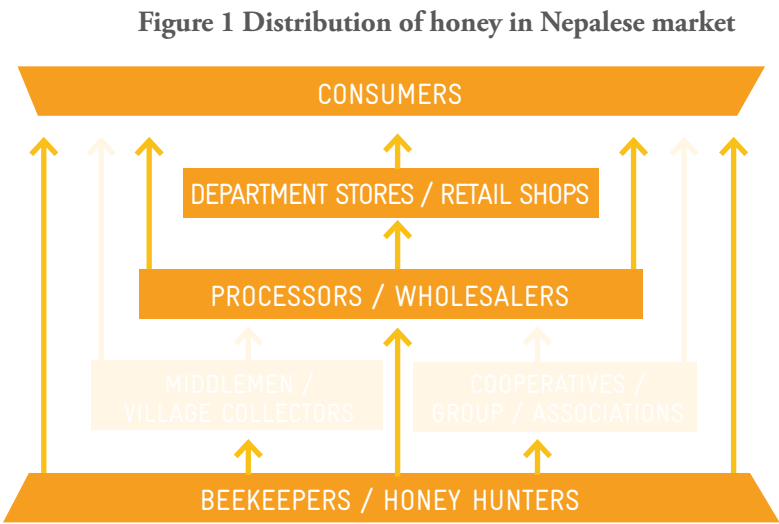 Figure 1 Distribution of honey in Nepalese market
CONSUMERS
DEPARTMENT STORES / RETAIL SHOPS
PROCESSORS / WHOLESALERS
MIDDLEMEN /
VILLAGE COLLECTORS
COOPERATIVES /
GROUP / ASSOCIATIONS
BEEKEEPERS / HONEY HUNTERS